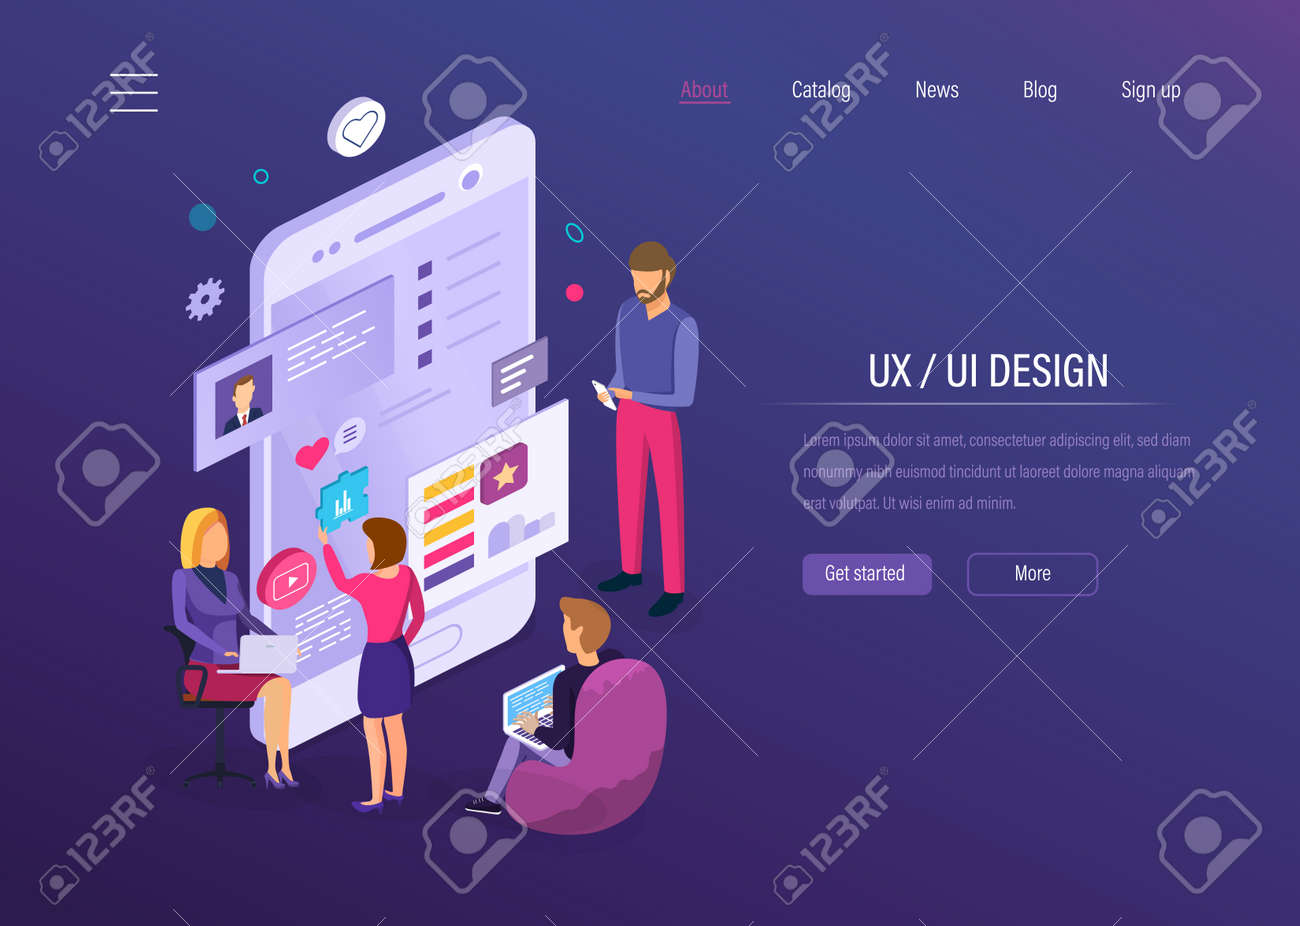 About Catalog News Blog Sign up
UX / UI DESIGN
Lorem ipsum dolor sit amet, consectetuer adipiscing elit, sed diam
nonummy nibh euismod tincidunt ut laoreet dolore magna aliquam
erat volutpat. Ut wisi enim ad minim.
Get started More
123RF
123RF
123RF
123RF
123RF
123RF
123RF
123RF